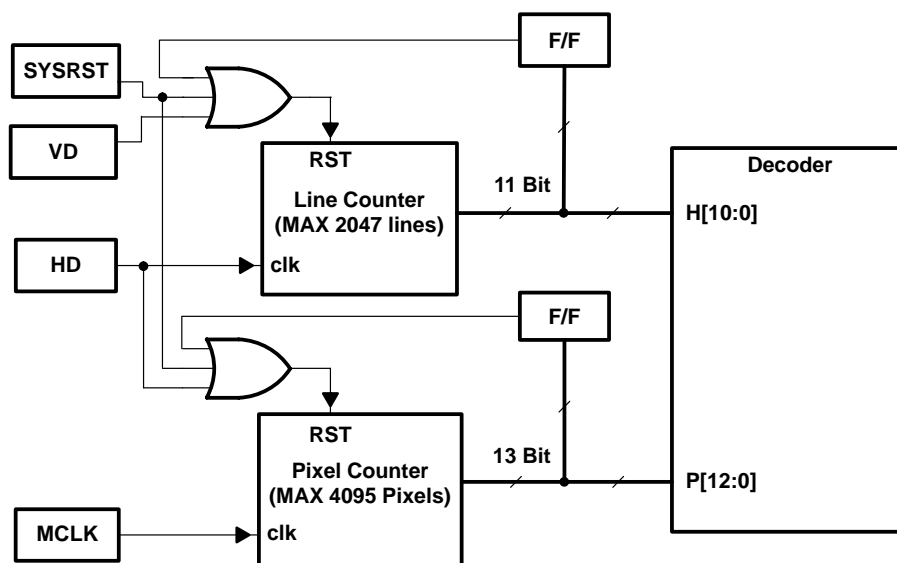 F/F
SYSRST
VD
RST
Line Counter
(MAX 2047 lines)
clk
11 Bit
Decoder
H[10:0]
HD
F/F
RST
Pixel Counter
(MAX 4095 Pixels)
clk
13 Bit
P[12:0]
MCLK